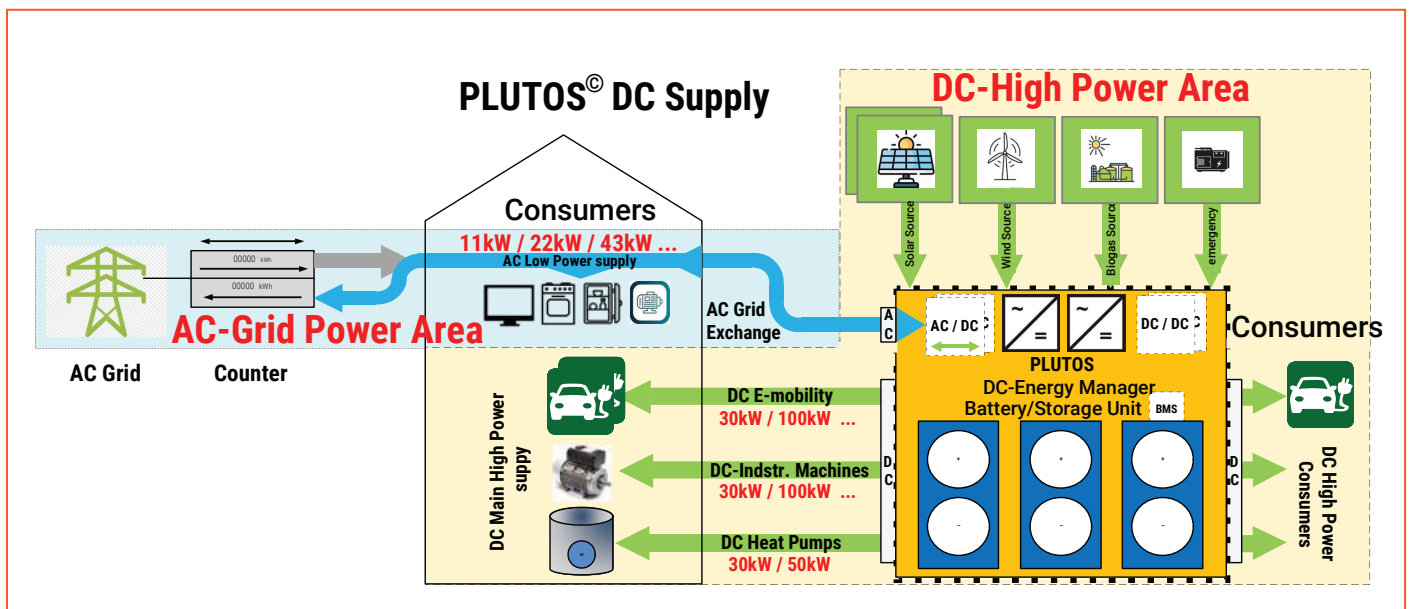 PLUTOS© DC Supply
DC-High Power Area
Solar Source
Wind Source
Biogas Source
emergency
Consumers
11kW / 22kW / 43kW ...
AC Low Power supply
00000 kWh
00000 kWh
AC-Grid Power Area
AC Grid
Exchange
AC Grid
Counter
AC
AC / DC
C
~
=
~
=
DC / DC
C
Consumers
PLUTOS
DC-Energy Manager
Battery/Storage Unit
BMS
DC Main High Power
suppy
DC E-mobility
30kW / 100kW ...
DC-Indstr. Machines
30kW / 100kW ...
DC Heat Pumps
30kW / 50kW
DC
+
+
+
-
-
-
DC
DC High Power
Consumers